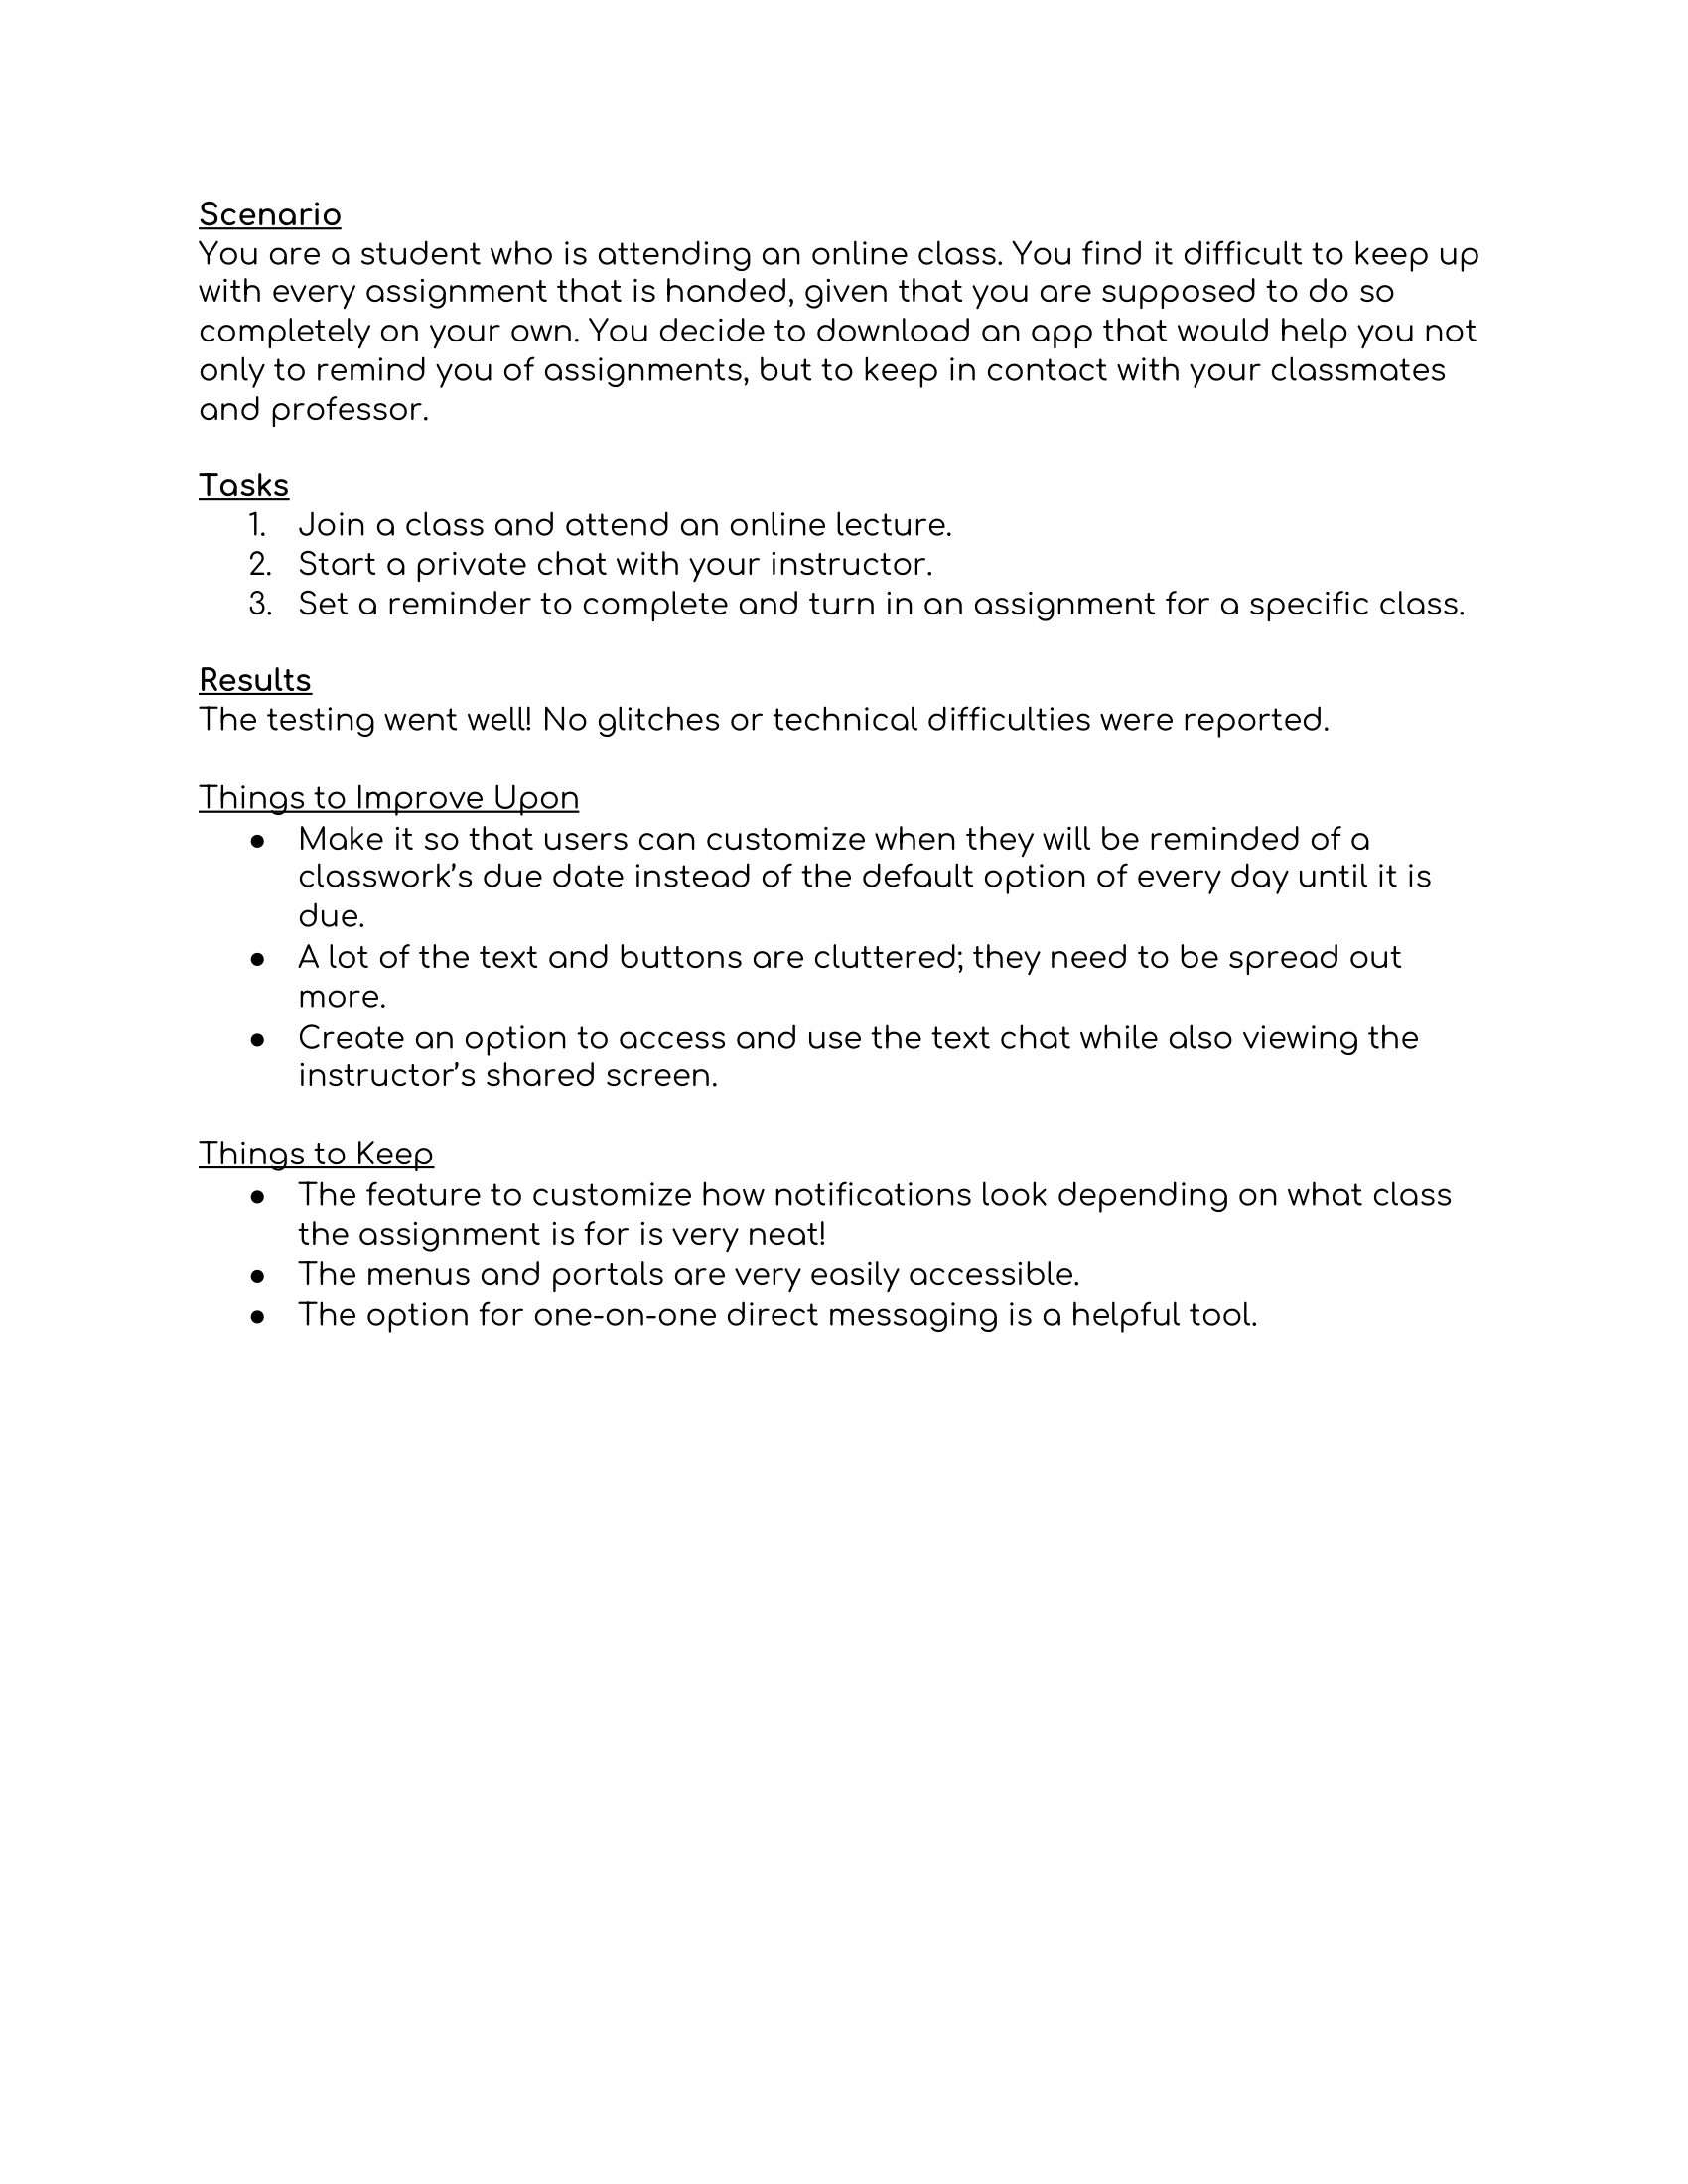 Scenario
You are a student who is attending an online class. You find it difficult to keep up
with every assignment that is handed, given that you are supposed to do so
completely on your own. You decide to download an app that would help you not
only to remind you of assignments, but to keep in contact with your classmates
and professor.
Tasks
1. Join a class and attend an online lecture.
2. Start a private chat with your instructor.
3. Set a reminder to complete and turn in an assignment for a specific class.
Results
The testing went well! No glitches or technical difficulties were reported.
Things to Improve Upon
● Make it so that users can customize when they will be reminded of a
classwork’s due date instead of the default option of every day until it is
due.
● A lot of the text and buttons are cluttered; they need to be spread out
more.
● Create an option to access and use the text chat while also viewing the
instructor’s shared screen.
Things to Keep
● The feature to customize how notifications look depending on what class
the assignment is for is very neat!
● The menus and portals are very easily accessible.
● The option for one-on-one direct messaging is a helpful tool.